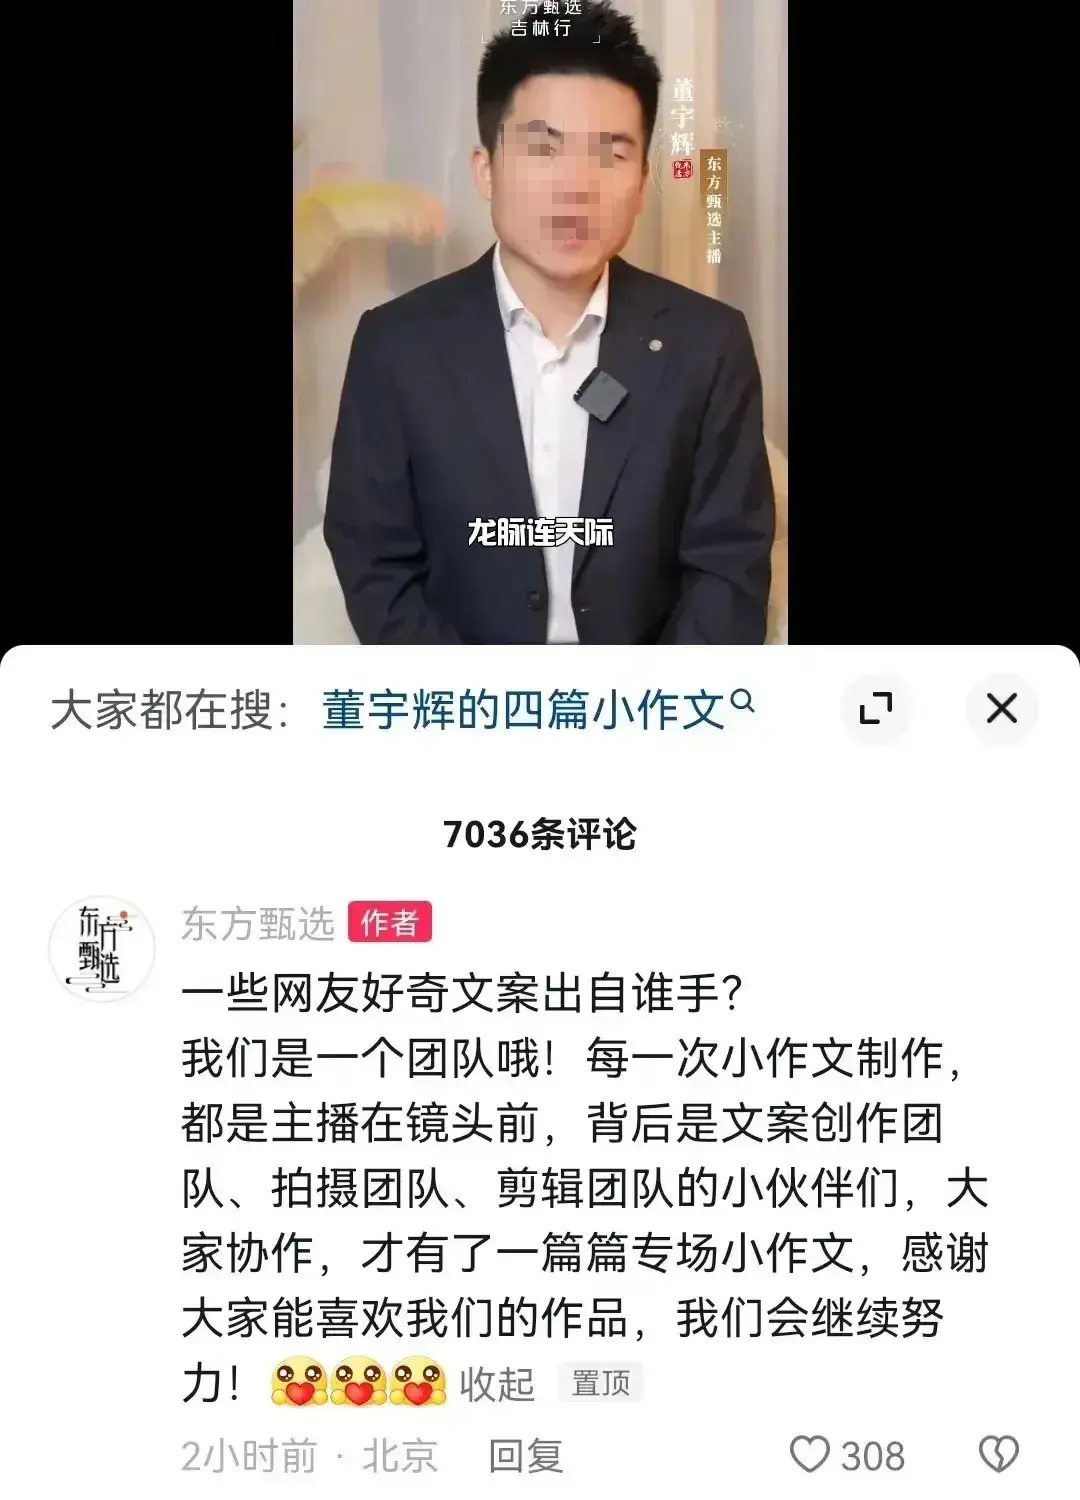 东方甄选
吉林行
董宇辉
东方甄选主播
龙脉连天际
大家都在搜：董宇辉的四篇小作文
7036条评论
东方甄选
东方甄选 作者
一些网友好奇文案出自谁手？
我们是一个团队哦！每一次小作文制作，
都是主播在镜头前，背后是文案创作团
队、拍摄团队、剪辑团队的小伙伴们，大
家协作，才有了一篇篇专场小作文，感谢
大家能喜欢我们的作品，我们会继续努
力！ 收起 置顶
2小时前 · 北京 回复 308